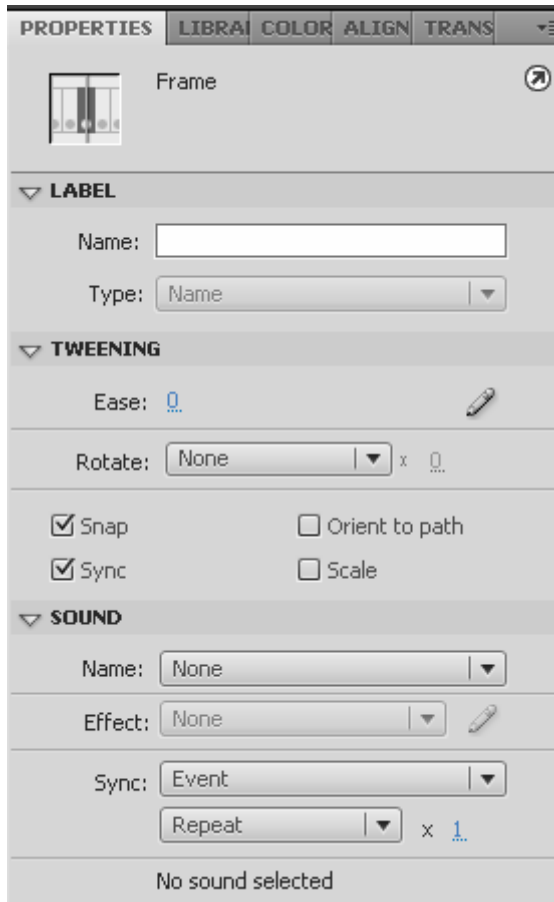 PROPERTIES LIBRAI COLOR ALIGN TRANS
Frame
LABEL
Name:
Type: Name
TWEENING
Ease: 0
Rotate: None x 0
Snap Orient to path
Sync Scale
SOUND
Name: None
Effect: None
Sync: Event
Repeat x 1
No sound selected